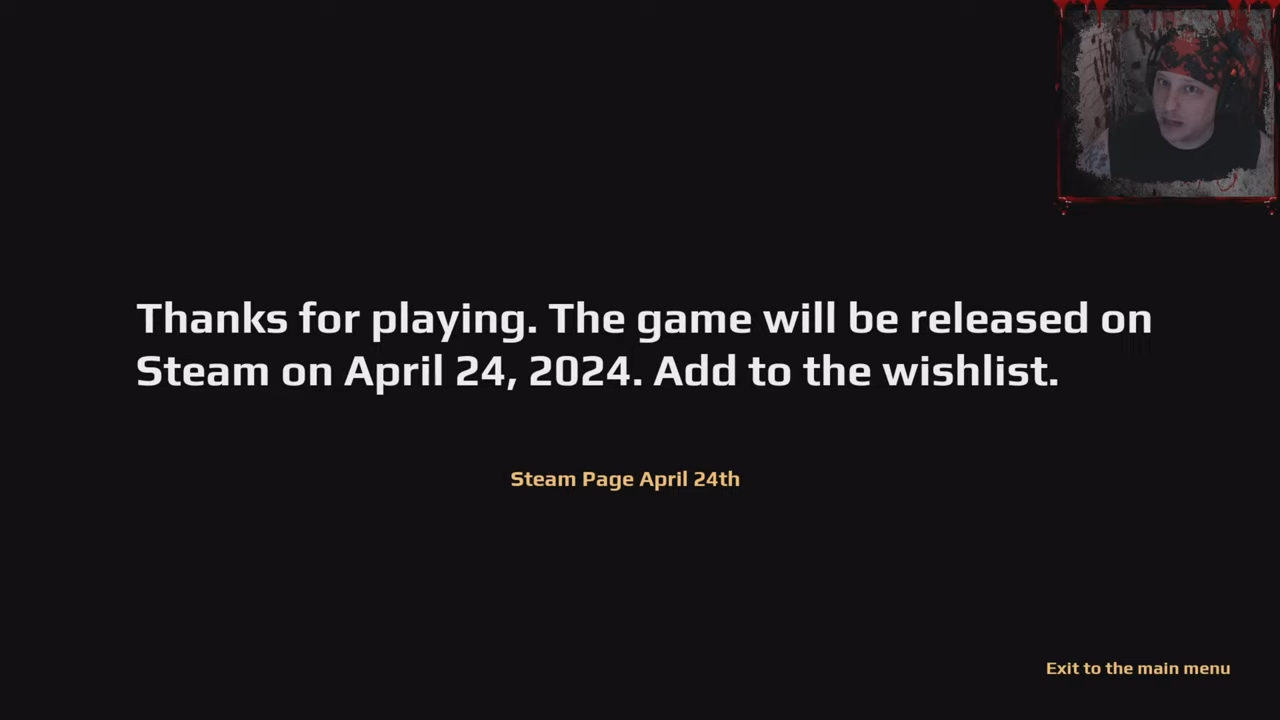 Thanks for playing. The game will be released on
Steam on April 24, 2024. Add to the wishlist.
Steam Page April 24th
Exit to the main menu